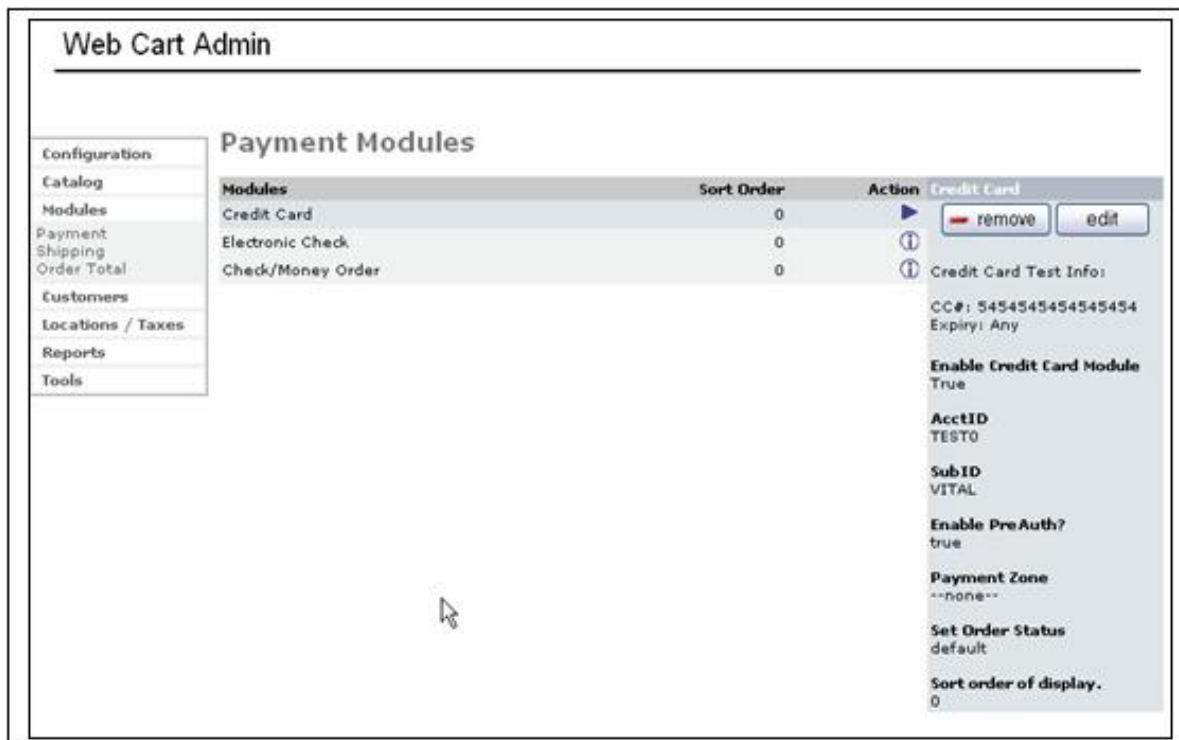 Web Cart Admin
Configuration
Catalog
Modules
Payment
Shipping
Order Total
Customers
Locations / Taxes
Reports
Tools
Payment Modules
Modules Sort Order Action
Credit Card 0
Electronic Check 0
Check/Money Order 0
Credit Card
remove edit
Credit Card Test Info:
CC#: 5454545454545454
Expiry: Any
Enable Credit Card Module
True
AcctID
TEST0
SubID
VITAL
Enable PreAuth?
true
Payment Zone
--none--
Set Order Status
default
Sort order of display.
0